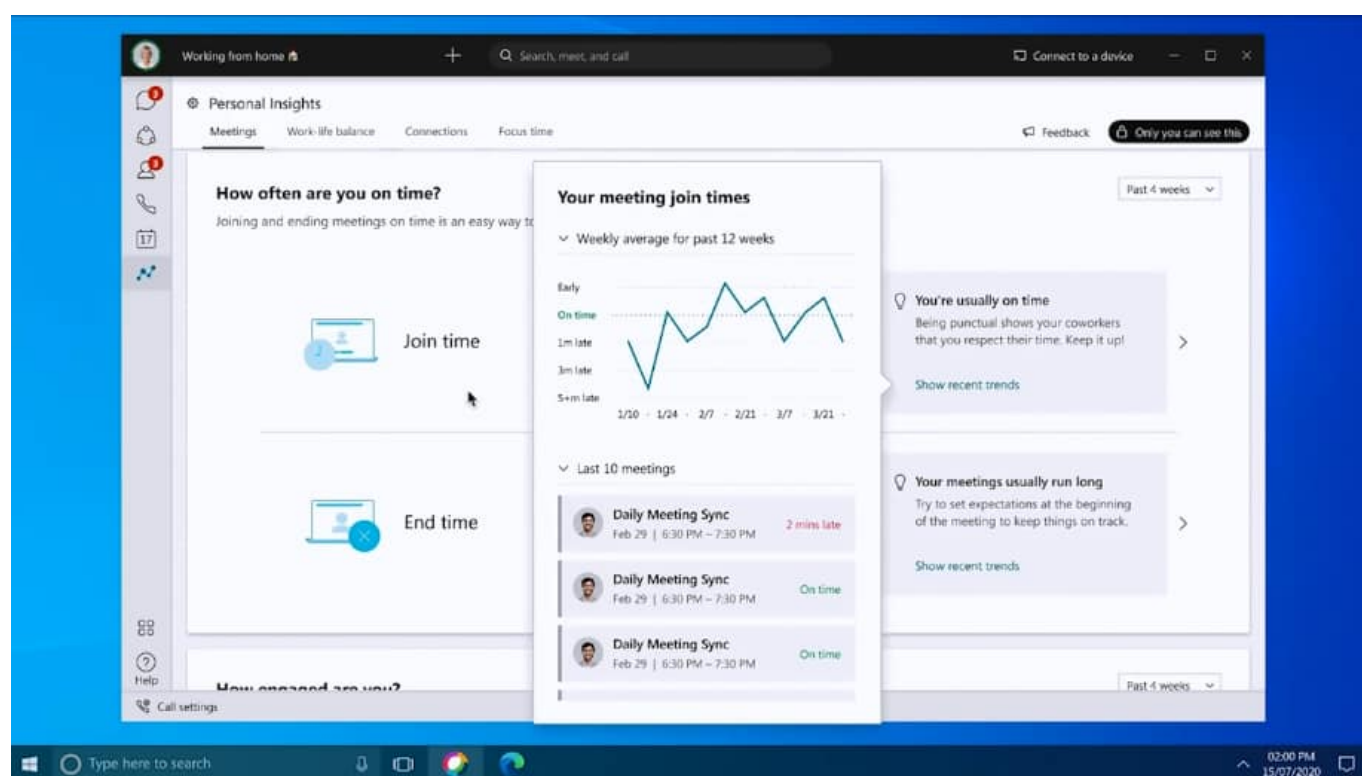 Working from home
Search, meet, and call
Connect to a device
3
Personal Insights
Meetings
Work-life balance
Connections
Focus time
Feedback
Only you can see this
3
17
How often are you on time?
Joining and ending meetings on time is an easy way to
Past 4 weeks
Join time
End time
Your meeting join times
Weekly average for past 12 weeks
Early
On time
1m late
3m late
5+m late
1/10 - 1/24 - 2/7 - 2/21 - 3/7 - 3/21 -
Last 10 meetings
Daily Meeting Sync
Feb 29 | 6:30 PM – 7:30 PM
2 mins late
Daily Meeting Sync
Feb 29 | 6:30 PM – 7:30 PM
On time
Daily Meeting Sync
Feb 29 | 6:30 PM – 7:30 PM
On time
You're usually on time
Being punctual shows your coworkers
that you respect their time. Keep it up!
Show recent trends
Your meetings usually run long
Try to set expectations at the beginning
of the meeting to keep things on track.
Show recent trends
How engaged are you?
Past 4 weeks
Help
Call settings
Type here to search
02:00 PM
15/07/2020